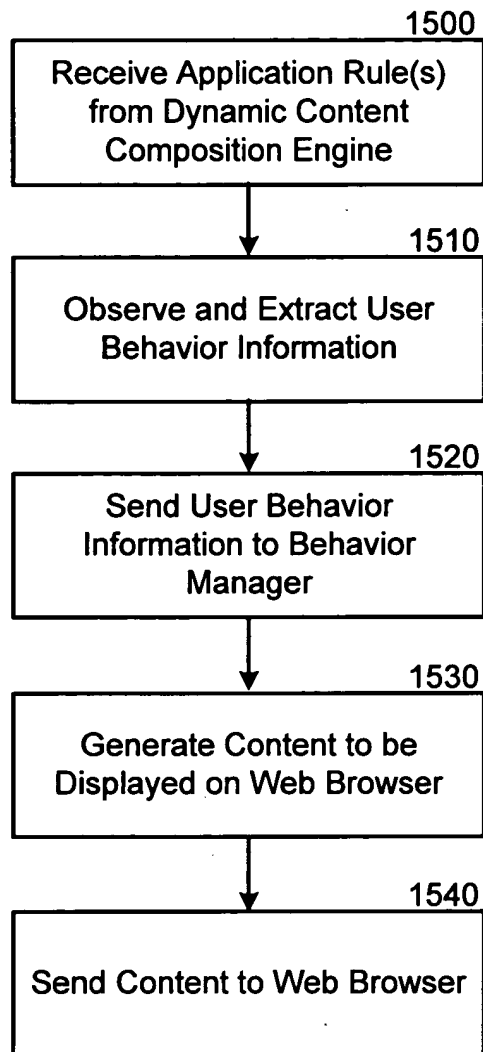 1500
Receive Application Rule(s)
from Dynamic Content
Composition Engine
1510
Observe and Extract User
Behavior Information
1520
Send User Behavior
Information to Behavior
Manager
1530
Generate Content to be
Displayed on Web Browser
1540
Send Content to Web Browser